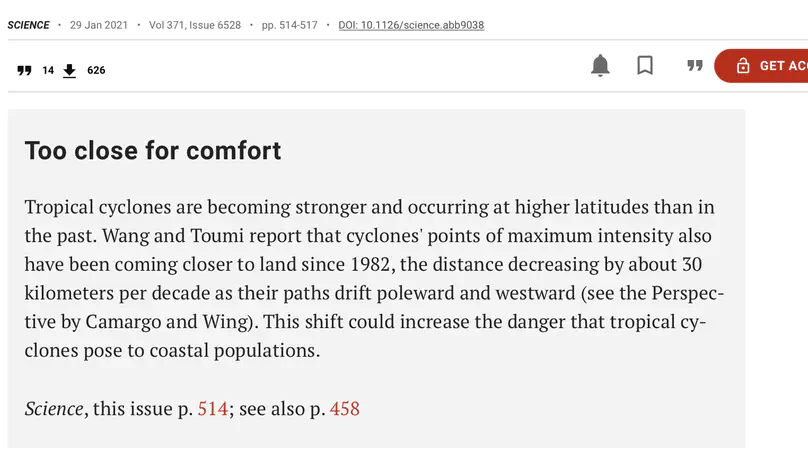 SCIENCE • 29 Jan 2021 • Vol 371, Issue 6528 • pp. 514-517 • DOI: 10.1126/science.abb9038
14 626 GET AC
Too close for comfort
Tropical cyclones are becoming stronger and occurring at higher latitudes than in
the past. Wang and Toumi report that cyclones' points of maximum intensity also
have been coming closer to land since 1982, the distance decreasing by about 30
kilometers per decade as their paths drift poleward and westward (see the Perspec-
tive by Camargo and Wing). This shift could increase the danger that tropical cy-
clones pose to coastal populations.
Science, this issue p. 514; see also p. 458